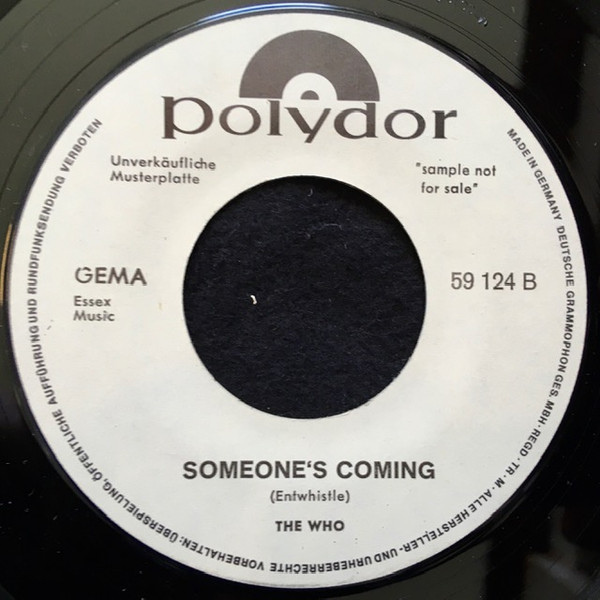 polydor
Unverkäufliche
Musterplatte
"sample not
for sale"
GEMA
Essex
Music
59 124 B
SOMEONE'S COMING
(Entwhistle)
THE WHO
MADE IN GERMANY DEUTSCHE GRAMMOPHON GES. MBH · REGD. TR. M · ALLE HERSTELLER- UND URHEBERRECHTE VORBEHALTEN: ÜBERSPIELUNG, ÖFFENTLICHE AUFFÜHRUNG UND RUNDFUNKSENDUNG VERBOTEN